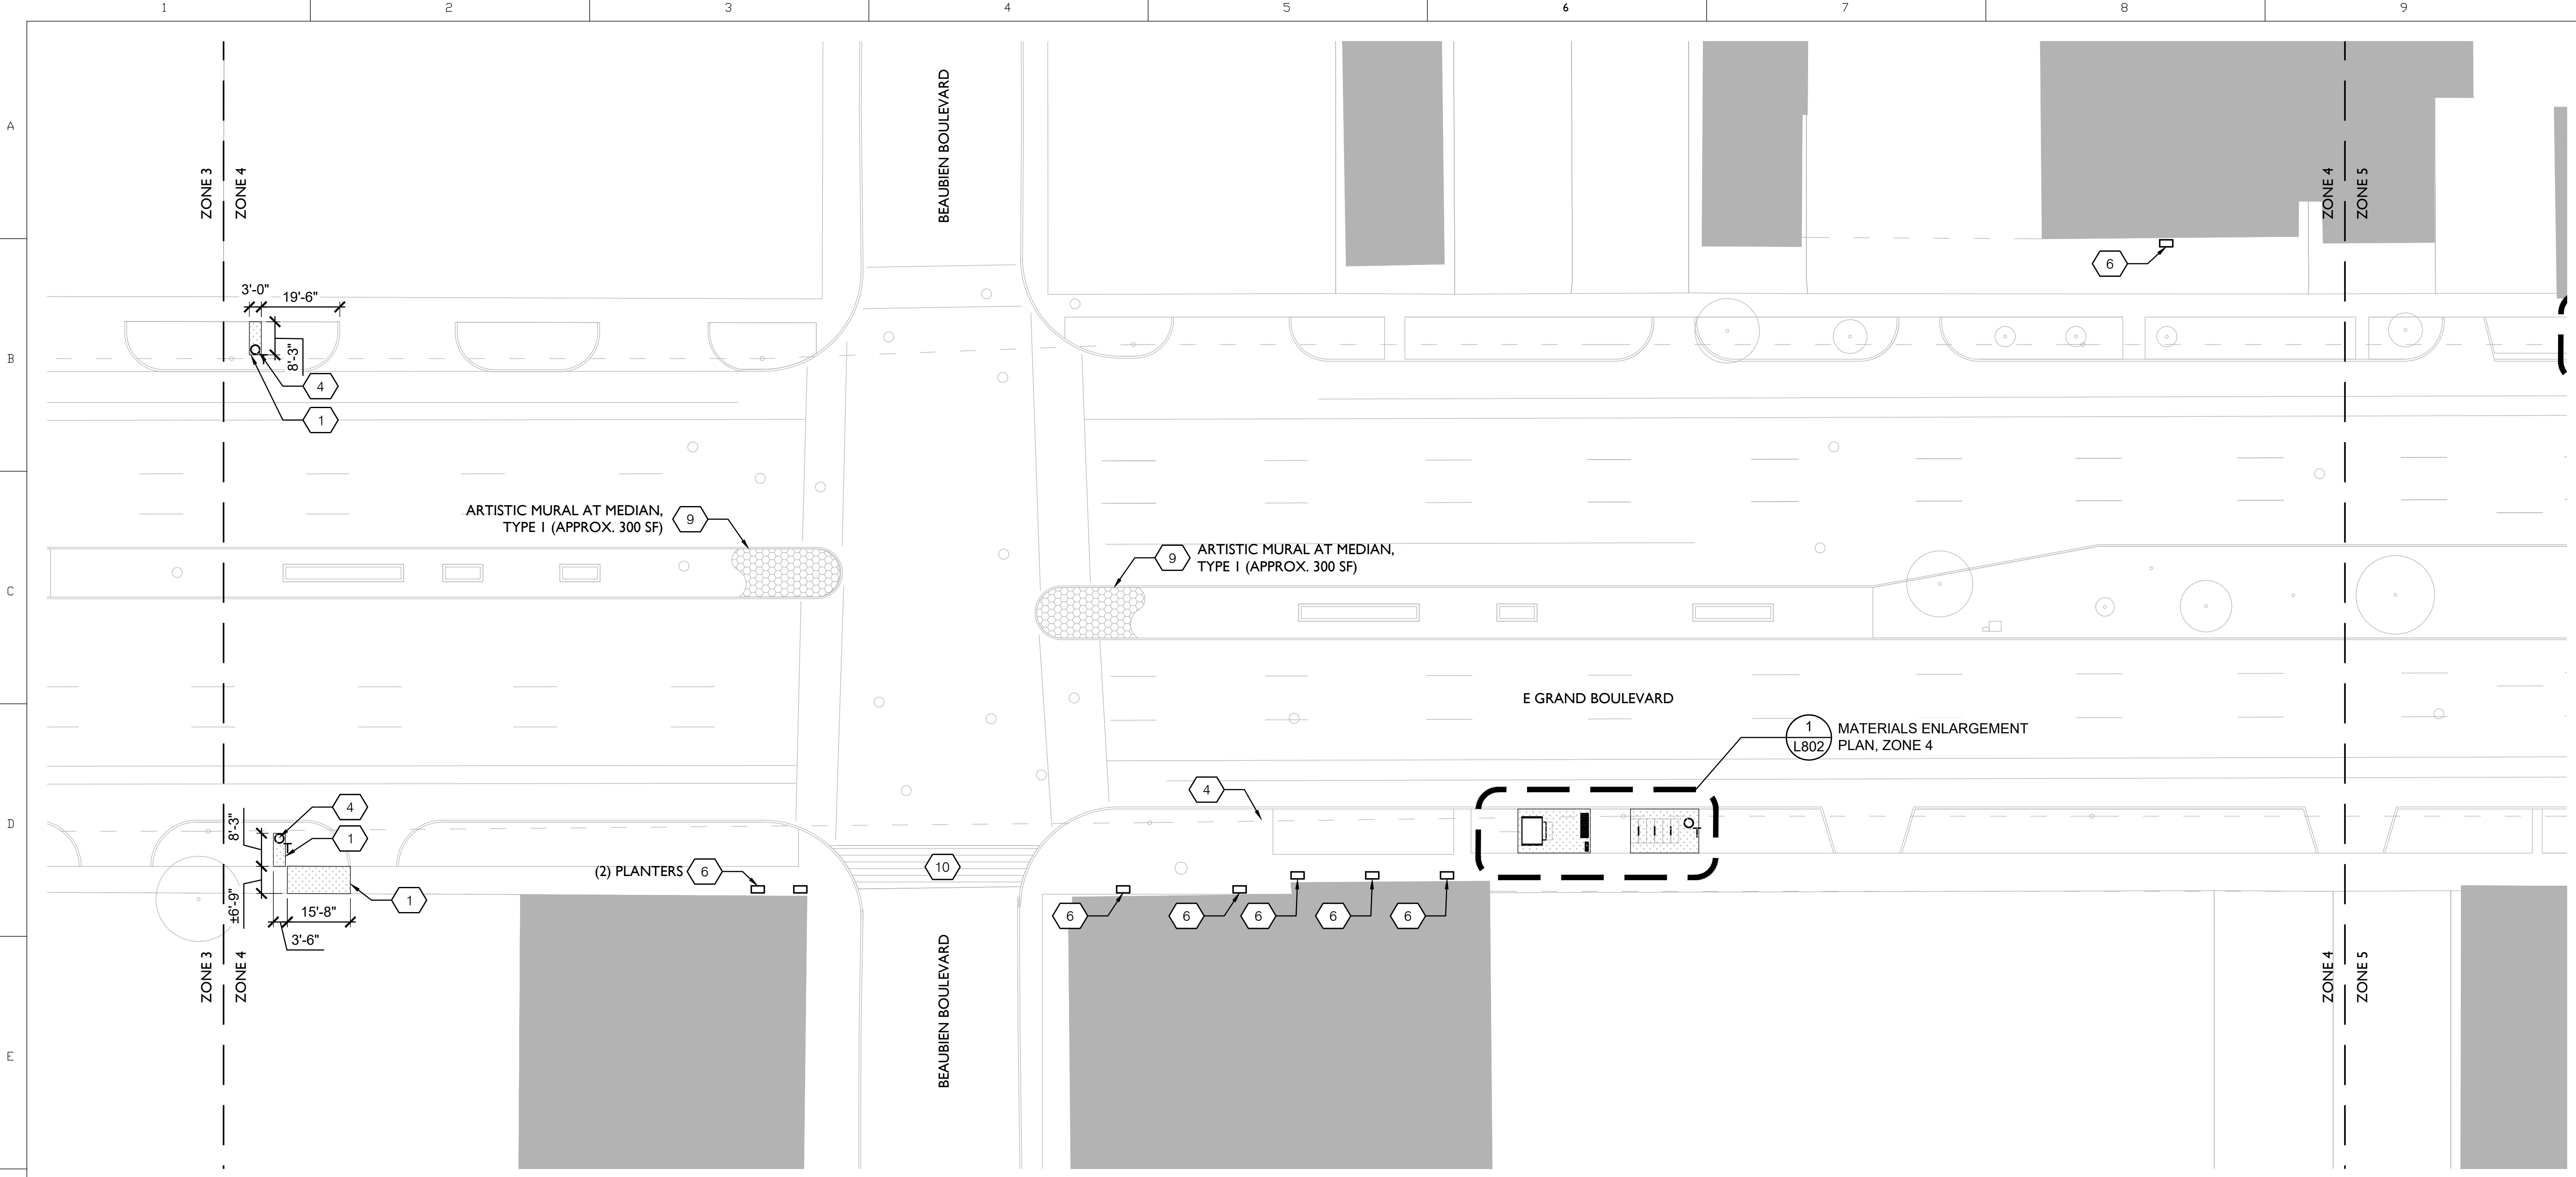 1
2
3
4
5
6
7
8
9
A
B
C
D
E
BEAUBIEN BOULEVARD
ZONE 3
ZONE 4
ZONE 4
ZONE 5
6
3'-0"
19'-6"
8'-3"
4
1
ARTISTIC MURAL AT MEDIAN,
TYPE 1 (APPROX. 300 SF)
9
9
ARTISTIC MURAL AT MEDIAN,
TYPE 1 (APPROX. 300 SF)
E GRAND BOULEVARD
1
L802
MATERIALS ENLARGEMENT
PLAN, ZONE 4
4
8'-3"
4
1
T
T
±6'-9"
15'-8"
3'-6"
1
(2) PLANTERS
6
10
6
6
6
6
6
ZONE 3
ZONE 4
BEAUBIEN BOULEVARD
ZONE 4
ZONE 5